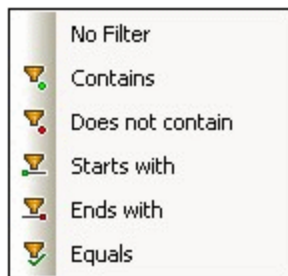 No Filter
Contains
Does not contain
Starts with
Ends with
Equals